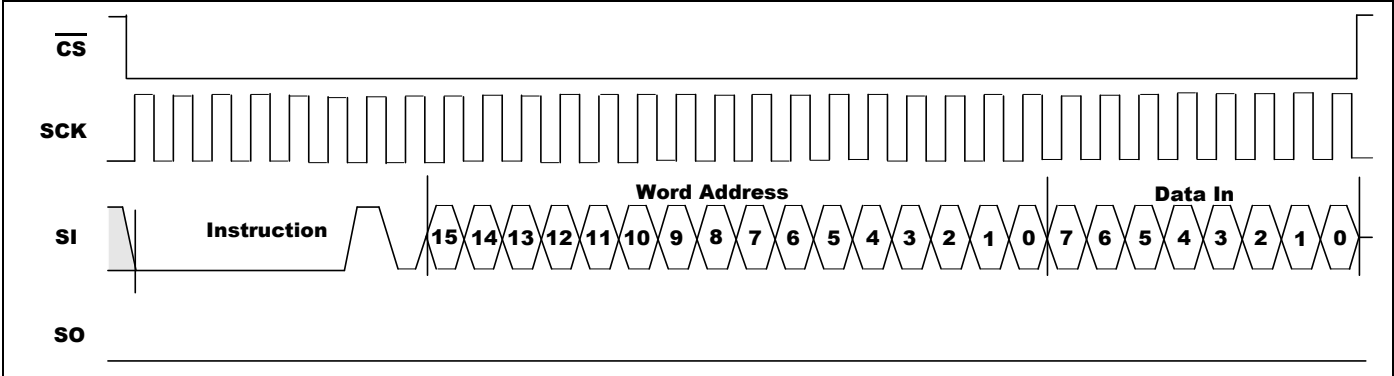 CS
SCK
Word Address
Data In
SI
Instruction
15 14 13 12 11 10 9 8 7 6 5 4 3 2 1 0 7 6 5 4 3 2 1 0
SO